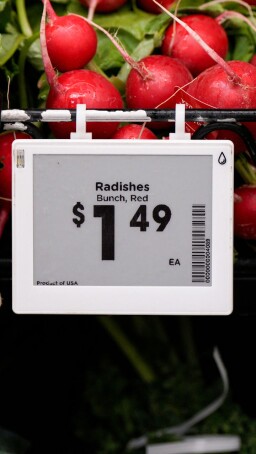 Radishes
Bunch, Red
$1.49
EA
Product of USA